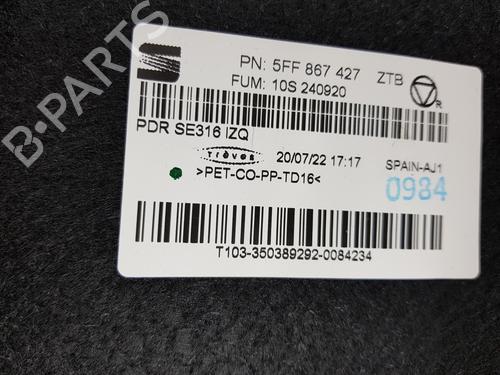 PN: 5FF 867 427 ZTB
FUM: 10S 240920
R
PDR SE316 IZQ
Trèves 20/07/22 17:17 SPAIN-AJ1
>PET-CO-PP-TD16< 0984
T103-350389292-0084234
B-PARTS